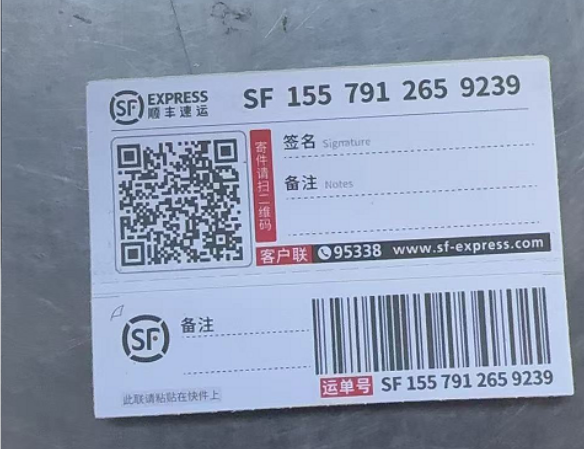 SF EXPRESS
顺丰速运
SF 155 791 265 9239
寄件请扫二维码
签名 Signature
备注 Notes
客户联 95338 www.sf-express.com
SF
备注
运单号 SF 155 791 265 9239
此联请粘贴在快件上